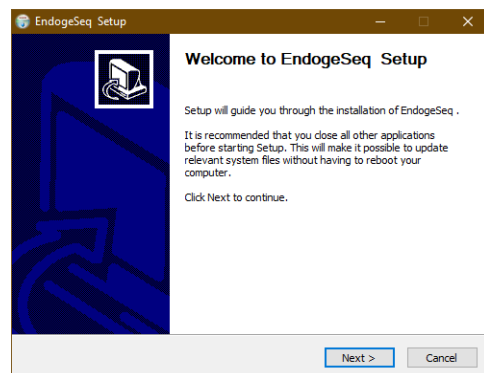 EndogeSeq Setup
Welcome to EndogeSeq Setup
Setup will guide you through the installation of EndogeSeq .
It is recommended that you close all other applications
before starting Setup. This will make it possible to update
relevant system files without having to reboot your
computer.
Click Next to continue.
Next > Cancel